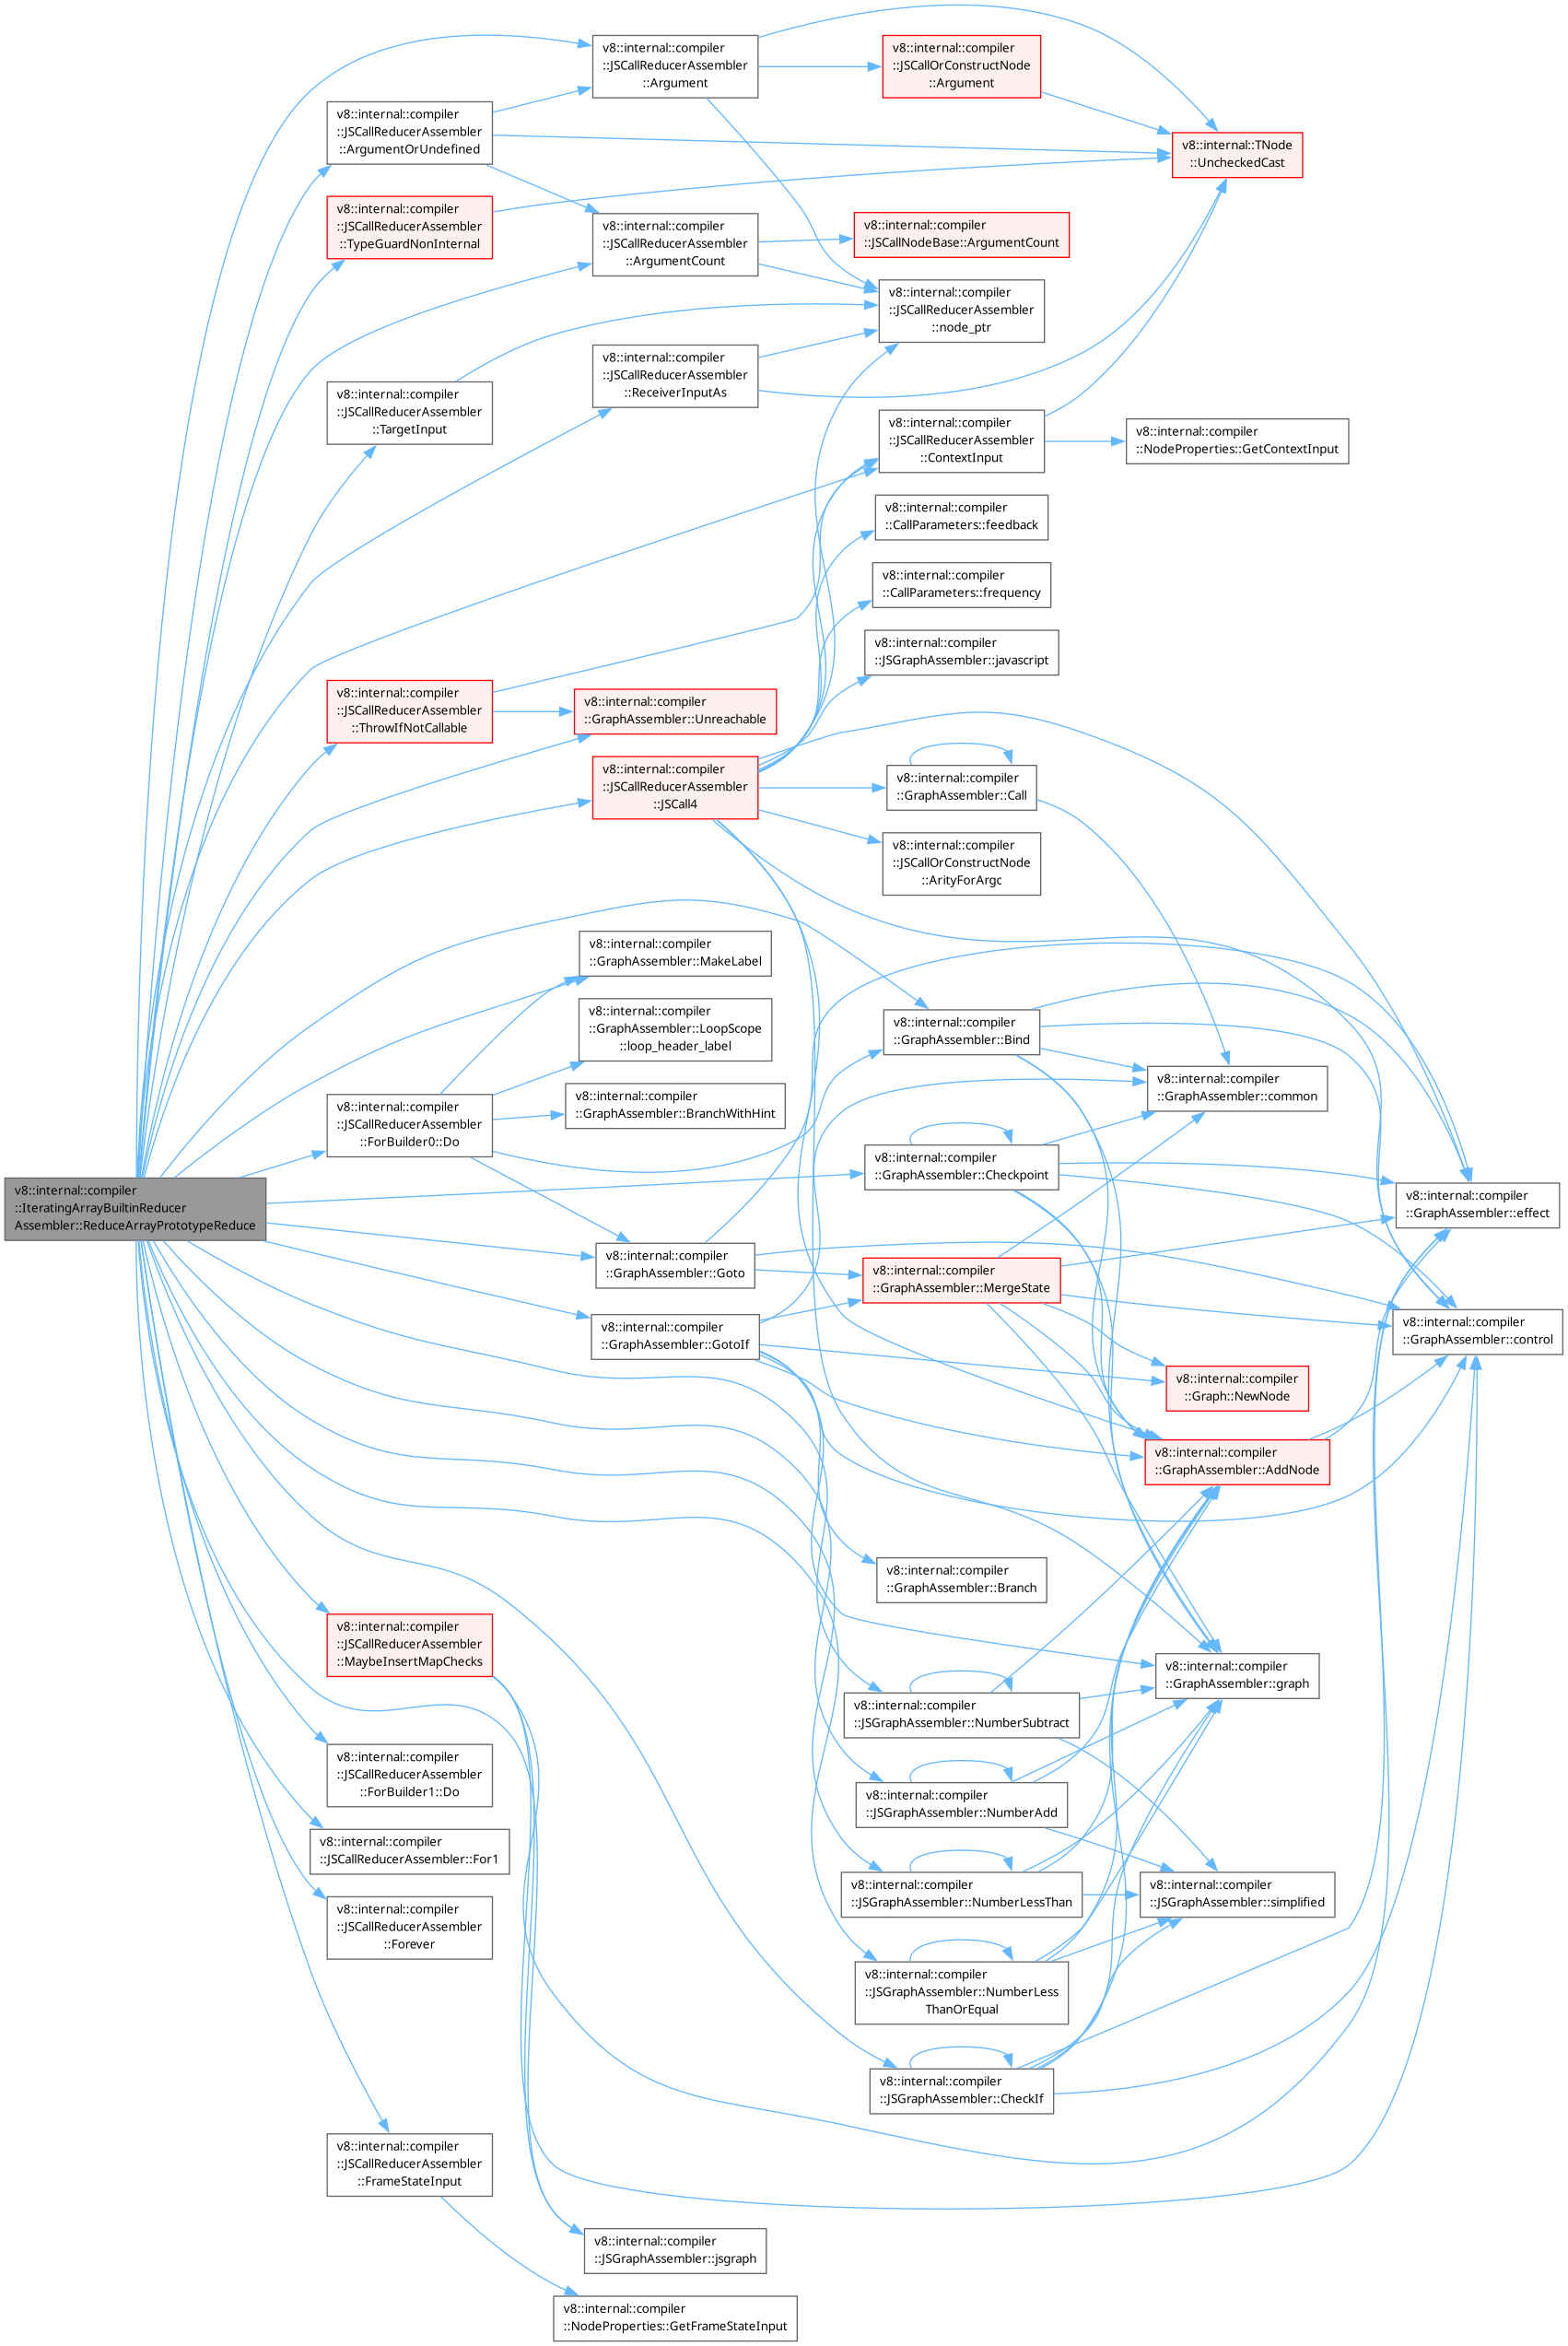 v8::internal::compiler
::JSCallReducerAssembler
::Argument
v8::internal::compiler
::JSCallOrConstructNode
::Argument
v8::internal::compiler
::JSCallReducerAssembler
::ArgumentOrUndefined
v8::internal::TNode
::UncheckedCast
v8::internal::compiler
::JSCallReducerAssembler
::TypeGuardNonInternal
v8::internal::compiler
::JSCallReducerAssembler
::ArgumentCount
v8::internal::compiler
::JSCallNodeBase::ArgumentCount
v8::internal::compiler
::JSCallReducerAssembler
::node_ptr
v8::internal::compiler
::JSCallReducerAssembler
::ReceiverInputAs
v8::internal::compiler
::JSCallReducerAssembler
::TargetInput
v8::internal::compiler
::JSCallReducerAssembler
::ContextInput
v8::internal::compiler
::NodeProperties::GetContextInput
v8::internal::compiler
::CallParameters::feedback
v8::internal::compiler
::CallParameters::frequency
v8::internal::compiler
::JSGraphAssembler::javascript
v8::internal::compiler
::JSCallReducerAssembler
::ThrowIfNotCallable
v8::internal::compiler
::GraphAssembler::Unreachable
v8::internal::compiler
::JSCallReducerAssembler
::JSCall4
v8::internal::compiler
::GraphAssembler::Call
v8::internal::compiler
::JSCallOrConstructNode
::ArityForArgc
v8::internal::compiler
::GraphAssembler::MakeLabel
v8::internal::compiler
::GraphAssembler::LoopScope
::loop_header_label
v8::internal::compiler
::GraphAssembler::Bind
v8::internal::compiler
::GraphAssembler::common
v8::internal::compiler
::GraphAssembler::BranchWithHint
v8::internal::compiler
::JSCallReducerAssembler
::ForBuilder0::Do
v8::internal::compiler
::GraphAssembler::Checkpoint
v8::internal::compiler
::IteratingArrayBuiltinReducer
Assembler::ReduceArrayPrototypeReduce
v8::internal::compiler
::GraphAssembler::effect
v8::internal::compiler
::GraphAssembler::Goto
v8::internal::compiler
::GraphAssembler::MergeState
v8::internal::compiler
::GraphAssembler::GotoIf
v8::internal::compiler
::GraphAssembler::control
v8::internal::compiler
::Graph::NewNode
v8::internal::compiler
::GraphAssembler::AddNode
v8::internal::compiler
::GraphAssembler::Branch
v8::internal::compiler
::JSCallReducerAssembler
::MaybeInsertMapChecks
v8::internal::compiler
::GraphAssembler::graph
v8::internal::compiler
::JSGraphAssembler::NumberSubtract
v8::internal::compiler
::JSCallReducerAssembler
::ForBuilder1::Do
v8::internal::compiler
::JSGraphAssembler::NumberAdd
v8::internal::compiler
::JSCallReducerAssembler::For1
v8::internal::compiler
::JSGraphAssembler::NumberLessThan
v8::internal::compiler
::JSGraphAssembler::simplified
v8::internal::compiler
::JSCallReducerAssembler
::Forever
v8::internal::compiler
::JSGraphAssembler::NumberLess
ThanOrEqual
v8::internal::compiler
::JSGraphAssembler::CheckIf
v8::internal::compiler
::JSCallReducerAssembler
::FrameStateInput
v8::internal::compiler
::JSGraphAssembler::jsgraph
v8::internal::compiler
::NodeProperties::GetFrameStateInput